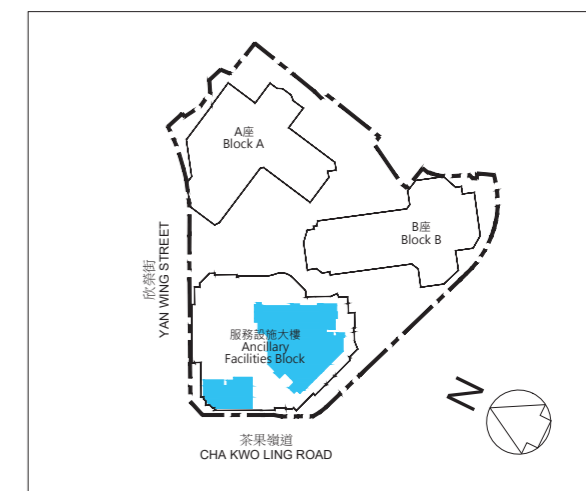 A座
Block A
B座
Block B
欣榮街
YAN WING STREET
服務設施大樓
Ancillary
Facilities Block
茶果嶺道
CHA KWO LING ROAD
N